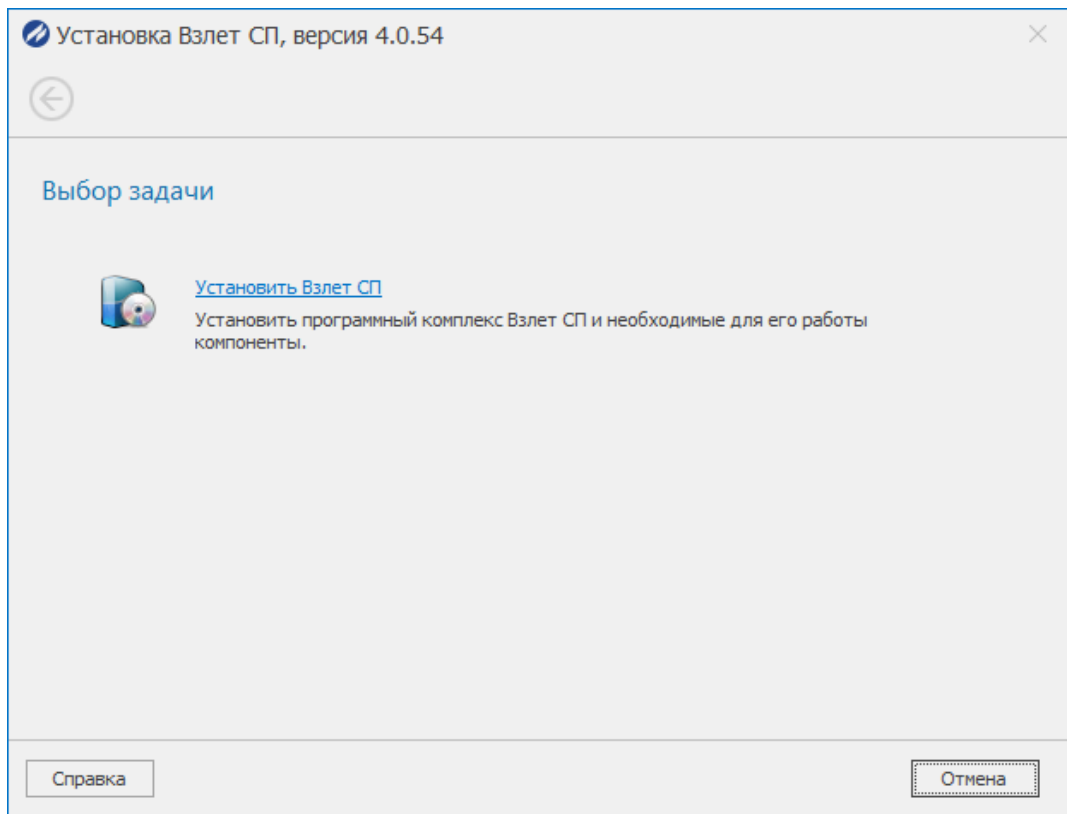 Установка Взлет СП, версия 4.0.54
Выбор задачи
Установить Взлет СП
Установить программный комплекс Взлет СП и необходимые для его работы
компоненты.
Справка
Отмена